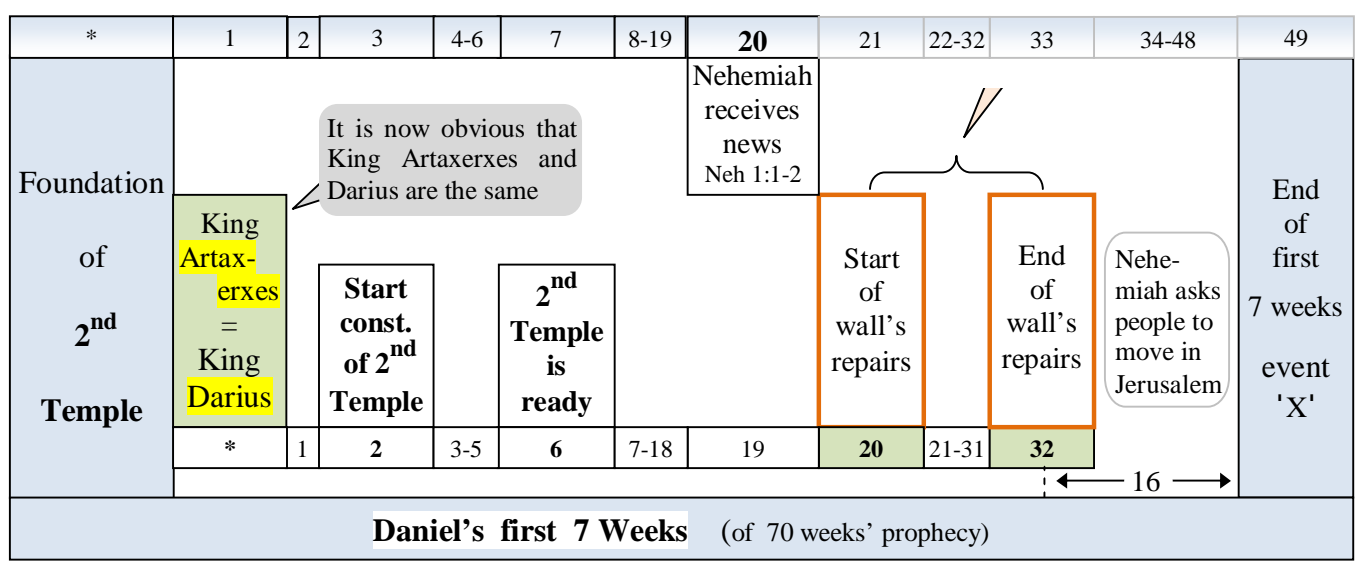 * 1 2 3 4-6 7 8-19 20 21 22-32 33 34-48 49
Foundation
of
2nd
Temple
King
Artax-
erxes
=
King
Darius
It is now obvious that
King Artaxerxes and
Darius are the same
Start
const.
of 2nd
Temple
2nd
Temple
is
ready
Nehemiah
receives
news
Neh 1:1-2
Start
of
wall's
repairs
End
of
wall's
repairs
Nehe-
miah asks
people to
move in
Jerusalem
End
of
first
7 weeks
event
'X'
* 1 2 3-5 6 7-18 19 20 21-31 32
16
Daniel's first 7 Weeks (of 70 weeks' prophecy)